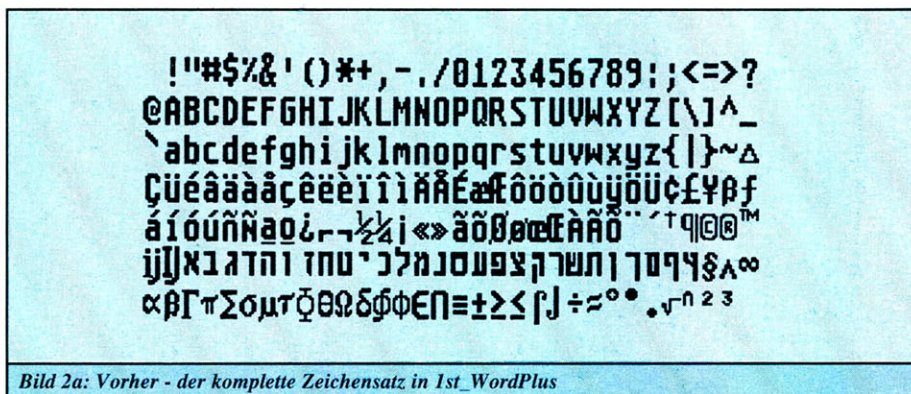 !"#$%&'()*+,-./0123456789:;<=>?
@ABCDEFGHIJKLMNOPQRSTUVWXYZ[\]^_
`abcdefghijklmnopqrstuvwxyz{|}~△
ÇüéâäàåçêëèïîìÄÅÉæÆôöòûùÿÖÜ¢£¥ßƒ
áíóúñÑªº¿⌐¬½¼¡«»ãõØøœŒÀÃÕ¨´†¶©®™
ĳĲאבגדהוזחטיכלמנסעפצקרשתןךםףץ§∧∞
αβΓπΣσµτΦθΩδϕφ∈∏≡±≥≤⌠⌡÷≈°•·√ⁿ²³
Bild 2a: Vorher - der komplette Zeichensatz in 1st_WordPlus